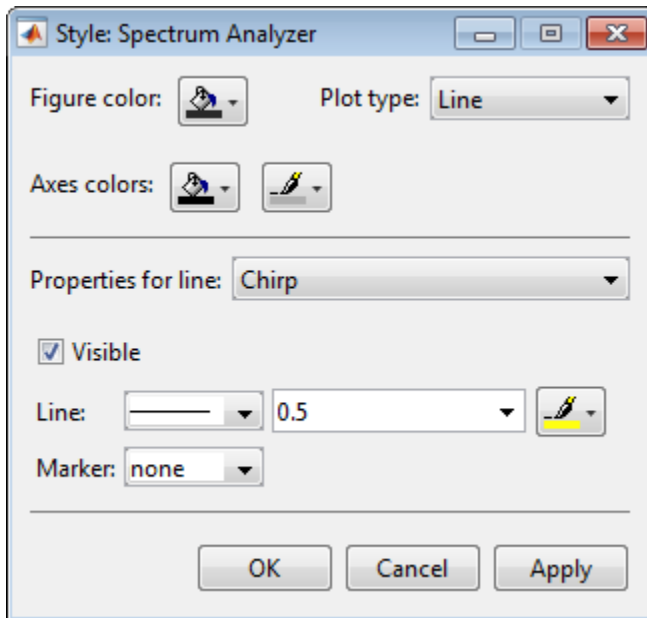 Style: Spectrum Analyzer
Figure color: Plot type: Line
Axes colors:
Properties for line: Chirp
Visible
Line: 0.5
Marker: none
OK Cancel Apply